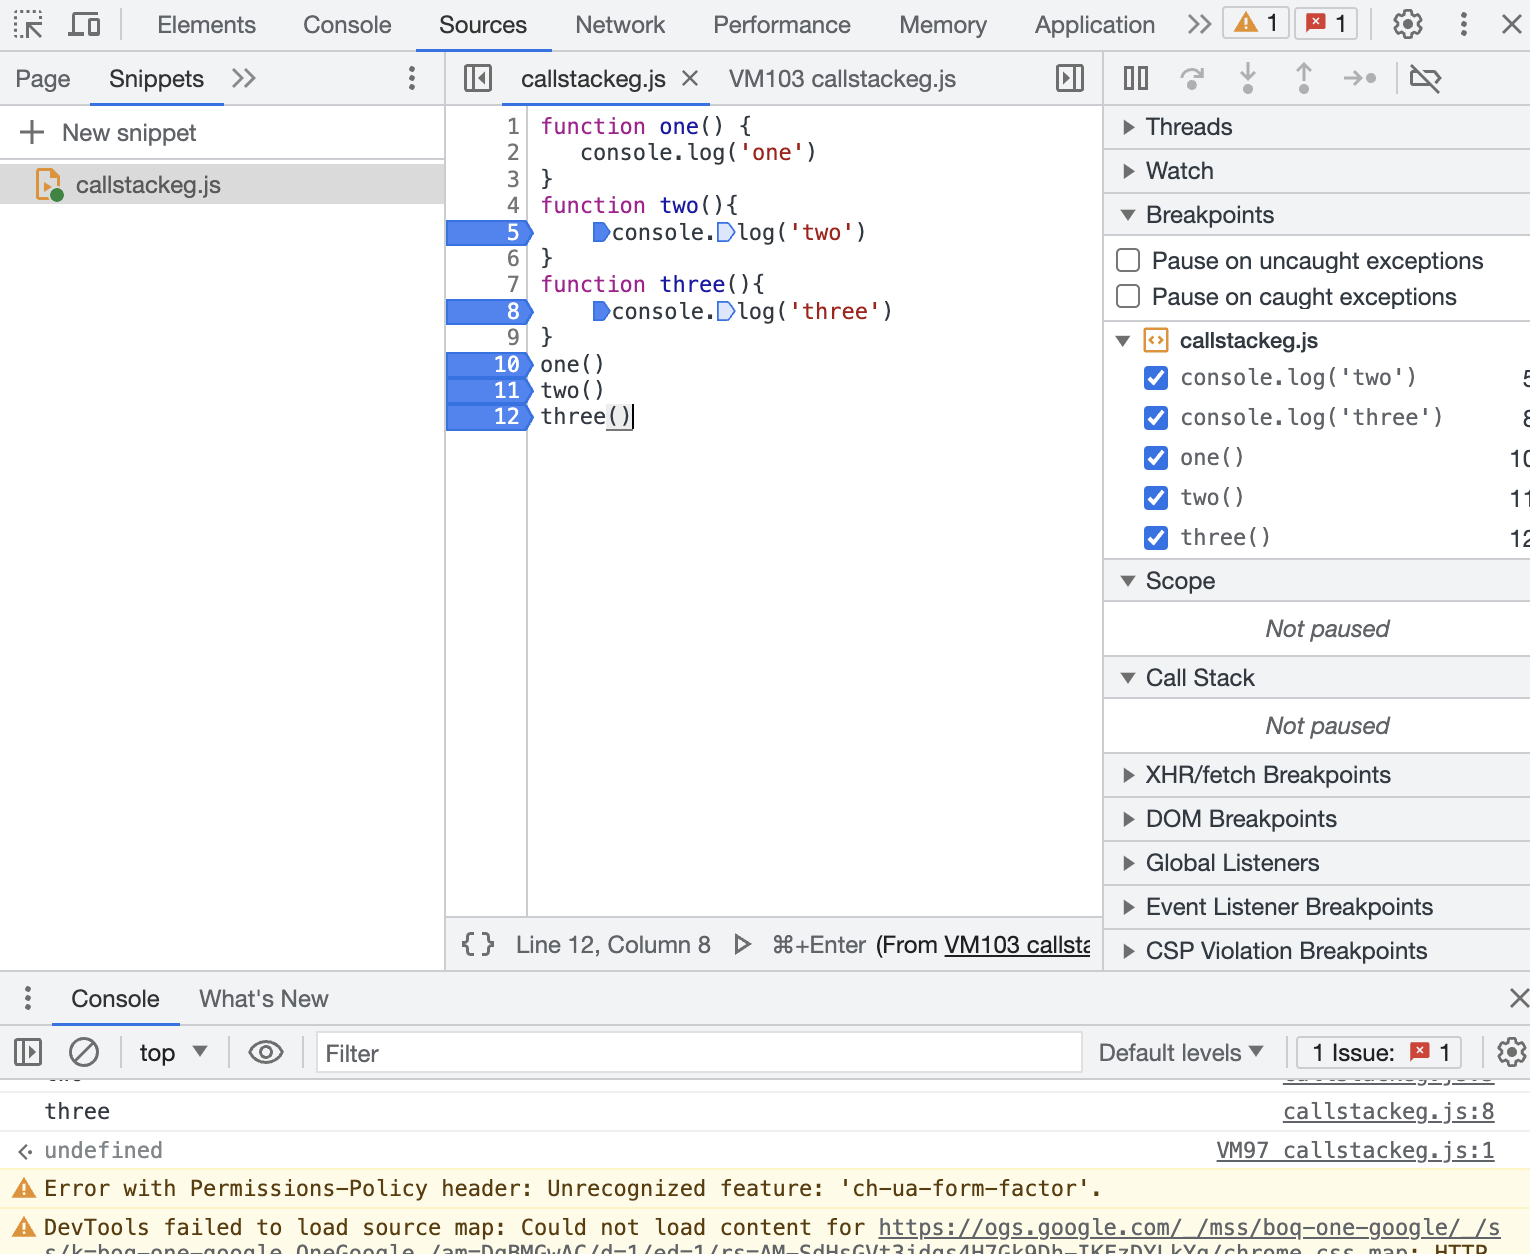 Elements Console Sources Network Performance Memory Application 1 1
Page Snippets
callstackeg.js VM103 callstackeg.js
New snippet
callstackeg.js
1 function one() {
2 console.log('one')
3 }
4 function two(){
5 console.log('two')
6 }
7 function three(){
8 console.log('three')
9 }
10 one()
11 two()
12 three()
{} Line 12, Column 8 ⌘+Enter (From VM103 callsta
Threads
Watch
Breakpoints
Pause on uncaught exceptions
Pause on caught exceptions
callstackeg.js
console.log('two') 5
console.log('three') 8
one() 10
two() 11
three() 12
Scope
Not paused
Call Stack
Not paused
XHR/fetch Breakpoints
DOM Breakpoints
Global Listeners
Event Listener Breakpoints
CSP Violation Breakpoints
Console What's New
top Filter Default levels 1 Issue: 1
three callstackeg.js:8
undefined VM97 callstackeg.js:1
Error with Permissions-Policy header: Unrecognized feature: 'ch-ua-form-factor'.
DevTools failed to load source map: Could not load content for https://ogs.google.com/_/mss/boq-one-google/_/s